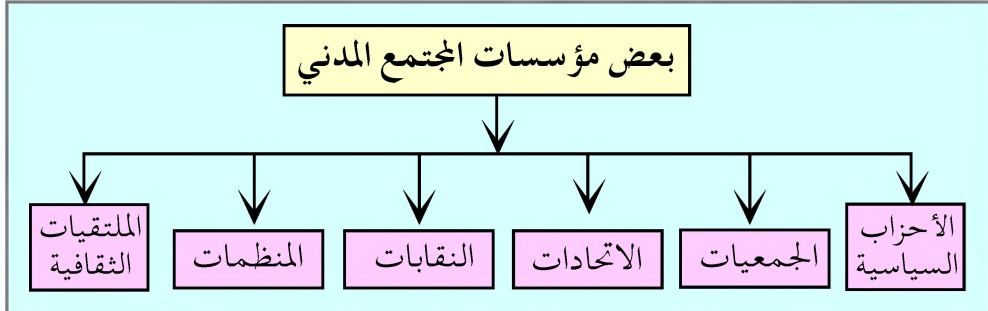 بعض مؤسسات المجتمع المدني
الأحزاب
السياسية
الجمعيات
الاتحادات
النقابات
المنظمات
الملتقيات
الثقافية